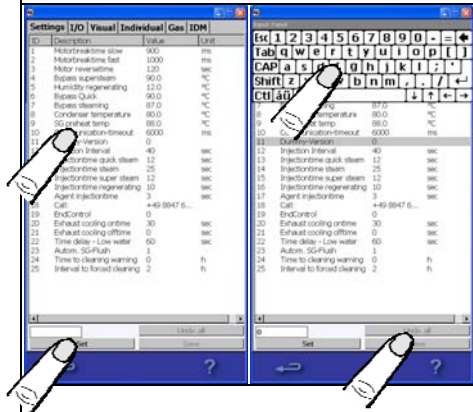 Settings I/O Visual Individual Gas IDM
ID Description Value Unit
1 Motorbreaktime slow 900 ms
2 Motorbreaktime fast 1000 ms
3 Motor reversetime 120 sec
4 Bypass supersteam 90.0 °C
5 Humidity regenerating 12.0 °C
6 Bypass Quick 90.0 °C
7 Bypass steaming 87.0 °C
8 Condenser temperature 80.0 °C
9 SG preheat temp 88.0 °C
10 unication-timeout 6000 ms
11 my-Version 0
on Interval 40 sec
Injectiontime quick steam 12 sec
Injectiontime steam 25 sec
Injectiontime super steam 12 sec
Injectiontime regenerating 10 sec
Agent injectiontime 3 sec
18 Call: +49 8847 6...
19 EndControl 0
20 Exhaust cooling ontime 30 sec
21 Exhaust cooling offtime 0 sec
22 Time delay - Low water 60 sec
23 Autom. SG-Flush 1
24 Time to cleaning warning 0 h
25 Interval to forced cleaning 2 h
Undo all
Set Save
?
Input Panel
Esc 1 2 3 4 5 6 7 8 9 0 - = ←
Tab q w e r t y u i o p [ ]
CAP a s d g h j k l ; '
Shift z b n m , . / ↵
Ctl áü ↓ ↑ ← →
7 ing 87.0 °C
8 emperature 80.0 °C
9 t temp 88.0 °C
10 unication-timeout 6000 ms
11 Dummy-Version 0
12 Injection Interval 40 sec
13 Injectiontime quick steam 12 sec
14 Injectiontime steam 25 sec
15 Injectiontime super steam 12 sec
16 Injectiontime regenerating 10 sec
17 Agent injectiontime 3 sec
18 Call: +49 8847 6...
19 EndControl 0
20 Exhaust cooling ontime 30 sec
21 Exhaust cooling offtime 0 sec
22 Time delay - Low water 60 sec
23 Autom. SG-Flush 1
24 Time to cleaning warning 0 h
25 Interval to forced cleaning 2 h
0 Undo all
Set
?